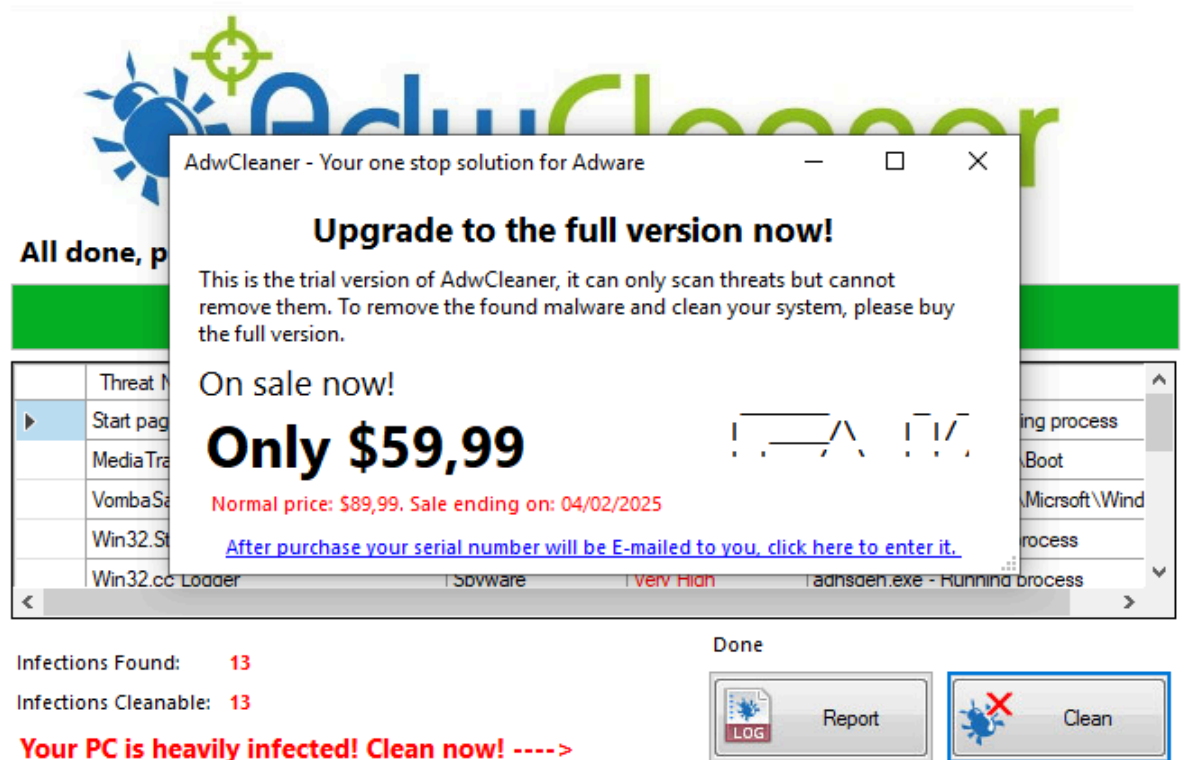 AdwCleaner
AdwCleaner - Your one stop solution for Adware
Upgrade to the full version now!
All done, p
This is the trial version of AdwCleaner, it can only scan threats but cannot
remove them. To remove the found malware and clean your system, please buy
the full version.
Threat N
On sale now!
Start pag
ing process
Only $59,99
MediaTra
\Boot
VombaSa
\Micrsoft\Wind
Normal price: $89,99. Sale ending on: 04/02/2025
Win32.St
rocess
After purchase your serial number will be E-mailed to you, click here to enter it.
Win32.cc Lodder Spyware Very High adhsdeh.exe - Running process
Done
Infections Found: 13
Infections Cleanable: 13
LOG Report Clean
Your PC is heavily infected! Clean now! ---->